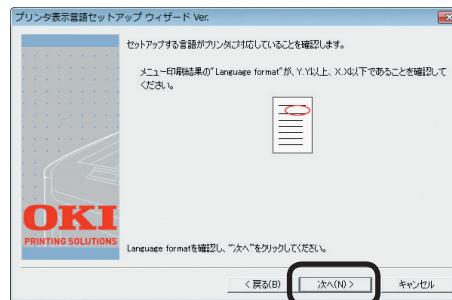 プリンタ表示言語セットアップ ウィザード Ver.
セットアップする言語がプリンタに対応していることを確認します。
メニュー印刷結果の"Language format"が、Y.Y以上、X.X以下であることを確認して
ください。
OKI
PRINTING SOLUTIONS
Language formatを確認し、"次へ"をクリックしてください。
< 戻る(B)
次へ(N) >
キャンセル